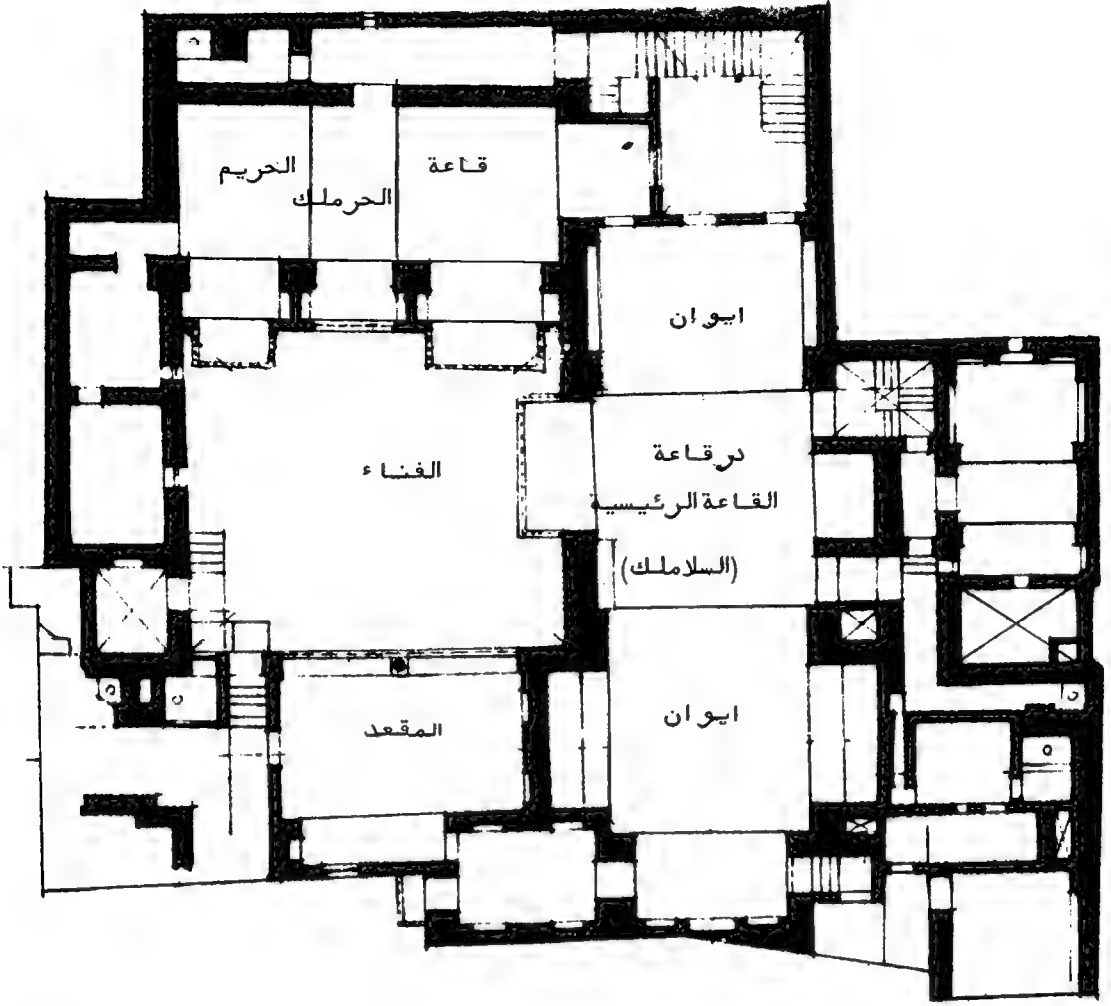 قاعة
الحريم
الحرملك
ايوان
درقاعة
القاعة الرئيسية
(السلاملك)
الفناء
ايوان
المقعد